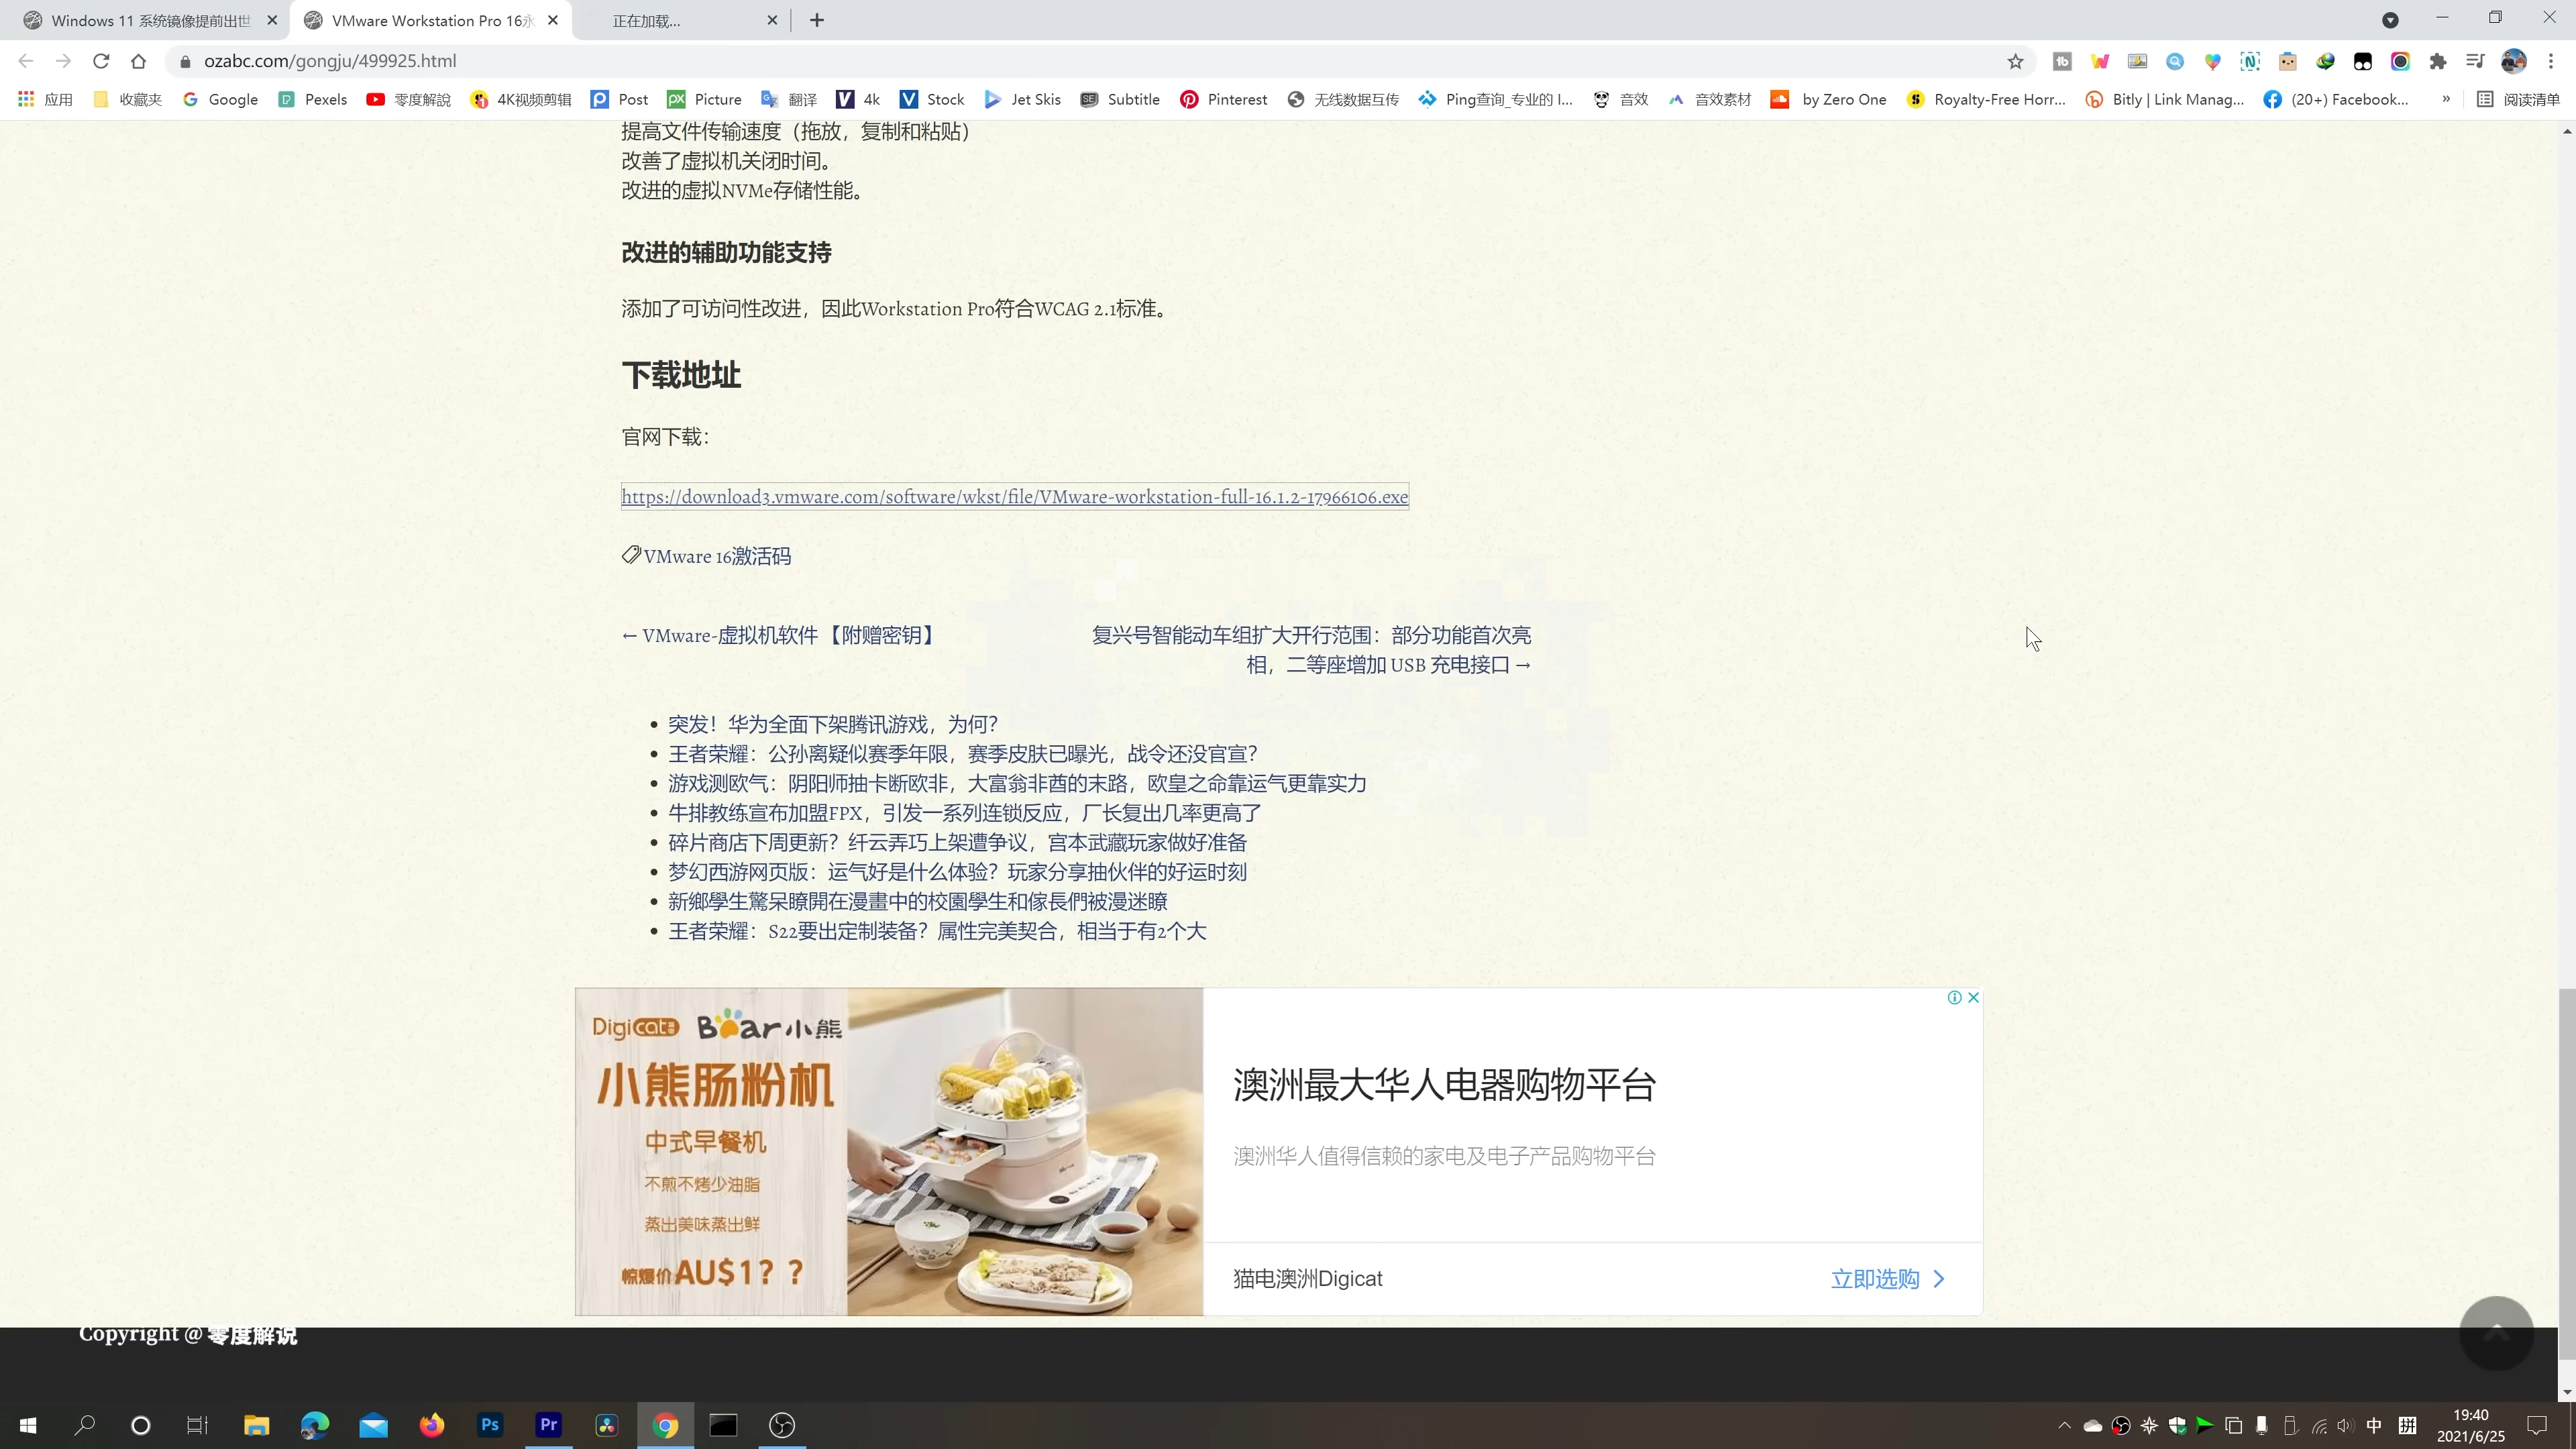 Windows 11 系统镜像提前出世
VMware Workstation Pro 16永
正在加载...
ozabc.com/gongju/499925.html
应用
收藏夹
Google
Pexels
零度解說
4K视频剪辑
Post
Picture
翻译
4k
Stock
Jet Skis
Subtitle
Pinterest
无线数据互传
Ping查询_专业的 I...
音效
音效素材
by Zero One
Royalty-Free Horr...
Bitly | Link Manag...
(20+) Facebook...
»
阅读清单
提高文件传输速度（拖放，复制和粘贴）
改善了虚拟机关闭时间。
改进的虚拟NVMe存储性能。
改进的辅助功能支持
添加了可访问性改进，因此Workstation Pro符合WCAG 2.1标准。
下载地址
官网下载：
https://download3.vmware.com/software/wkst/file/VMware-workstation-full-16.1.2-17966106.exe
VMware 16激活码
← VMware-虚拟机软件 【附赠密钥】
复兴号智能动车组扩大开行范围：部分功能首次亮
相，二等座增加 USB 充电接口 →
• 突发！华为全面下架腾讯游戏，为何？
• 王者荣耀：公孙离疑似赛季年限，赛季皮肤已曝光，战令还没官宣？
• 游戏测欧气：阴阳师抽卡断欧非，大富翁非酋的末路，欧皇之命靠运气更靠实力
• 牛排教练宣布加盟FPX，引发一系列连锁反应，厂长复出几率更高了
• 碎片商店下周更新？纤云弄巧上架遭争议，宫本武藏玩家做好准备
• 梦幻西游网页版：运气好是什么体验？玩家分享抽伙伴的好运时刻
• 新鄉學生驚呆瞭開在漫畫中的校園學生和傢長們被漫迷瞭
• 王者荣耀：S22要出定制装备？属性完美契合，相当于有2个大
Digicat Bear小熊
小熊肠粉机
中式早餐机
不煎不烤少油脂
蒸出美味蒸出鲜
惊爆价AU$1？？
澳洲最大华人电器购物平台
澳洲华人值得信赖的家电及电子产品购物平台
猫电澳洲Digicat
立即选购
Copyright @ 零度解说
Ps
Pr
中
拼
19:40
2021/6/25